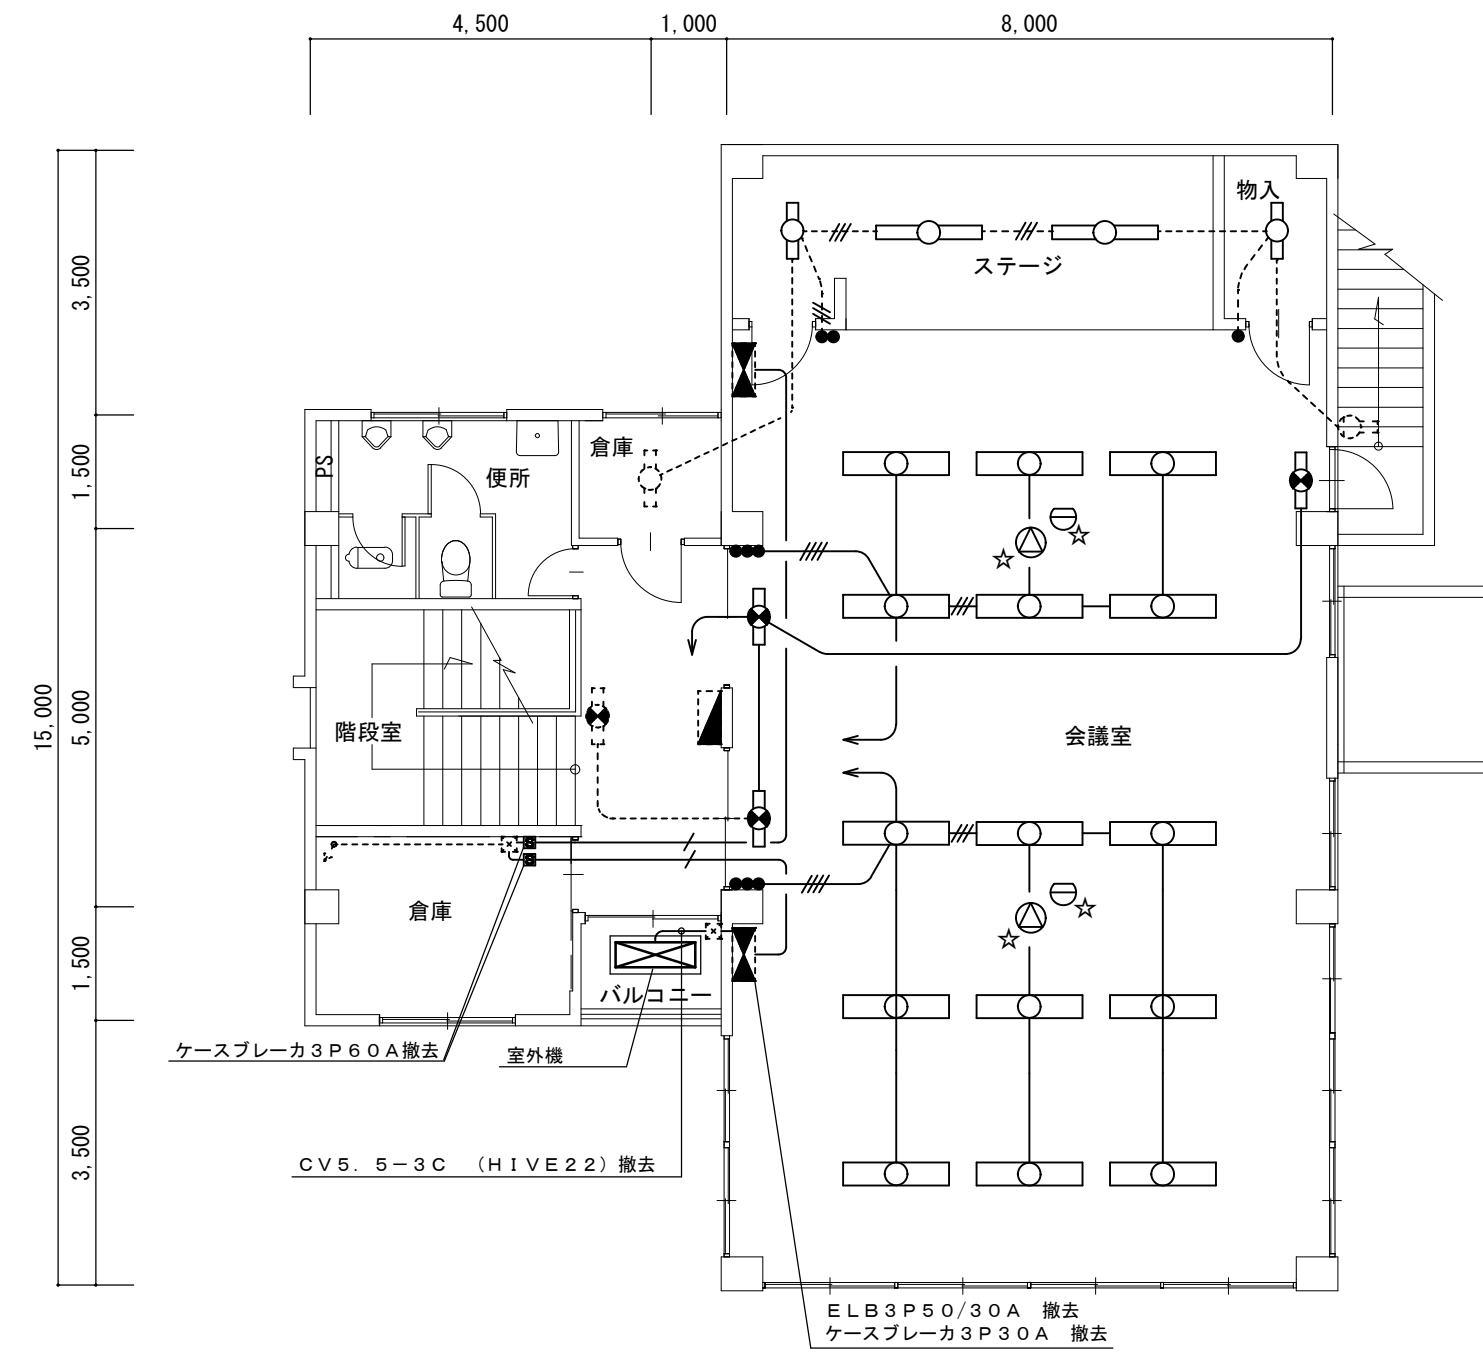 4,500
1,000
8,000
物入
ステージ
3,500
倉庫
便所
PS
1,500
15,000
5,000
階段室
会議室
倉庫
バルコニー
1,500
ケースブレーカ3P60A撤去
室外機
CV5.5-3C (HIVE22)撤去
3,500
ELB3P50/30A 撤去
ケースブレーカ3P30A 撤去